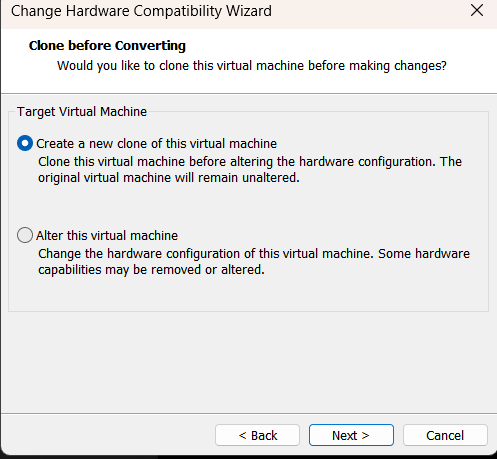 Change Hardware Compatibility Wizard
Clone before Converting
Would you like to clone this virtual machine before making changes?
Target Virtual Machine
Create a new clone of this virtual machine
Clone this virtual machine before altering the hardware configuration. The
original virtual machine will remain unaltered.
Alter this virtual machine
Change the hardware configuration of this virtual machine. Some hardware
capabilities may be removed or altered.
< Back
Next >
Cancel